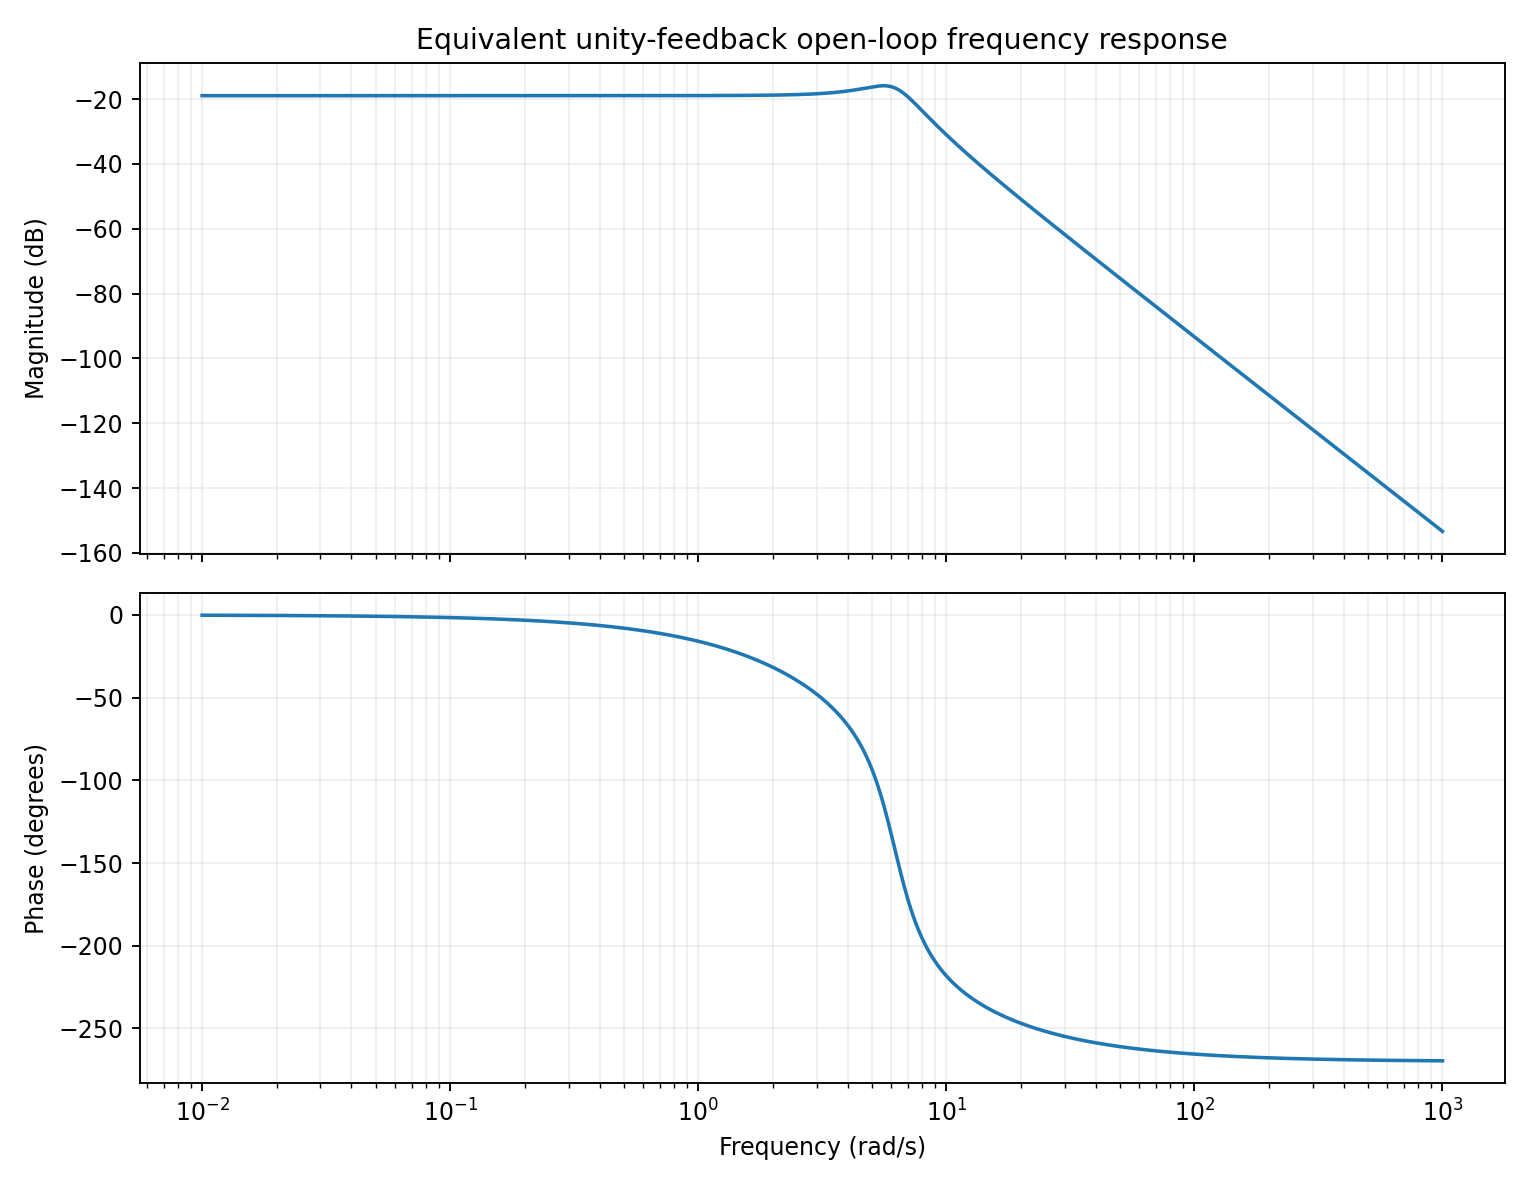 Equivalent unity-feedback open-loop frequency response
Magnitude (dB)
−20
−40
−60
−80
−100
−120
−140
−160
Phase (degrees)
0
−50
−100
−150
−200
−250
10⁻² 10⁻¹ 10⁰ 10¹ 10² 10³
Frequency (rad/s)